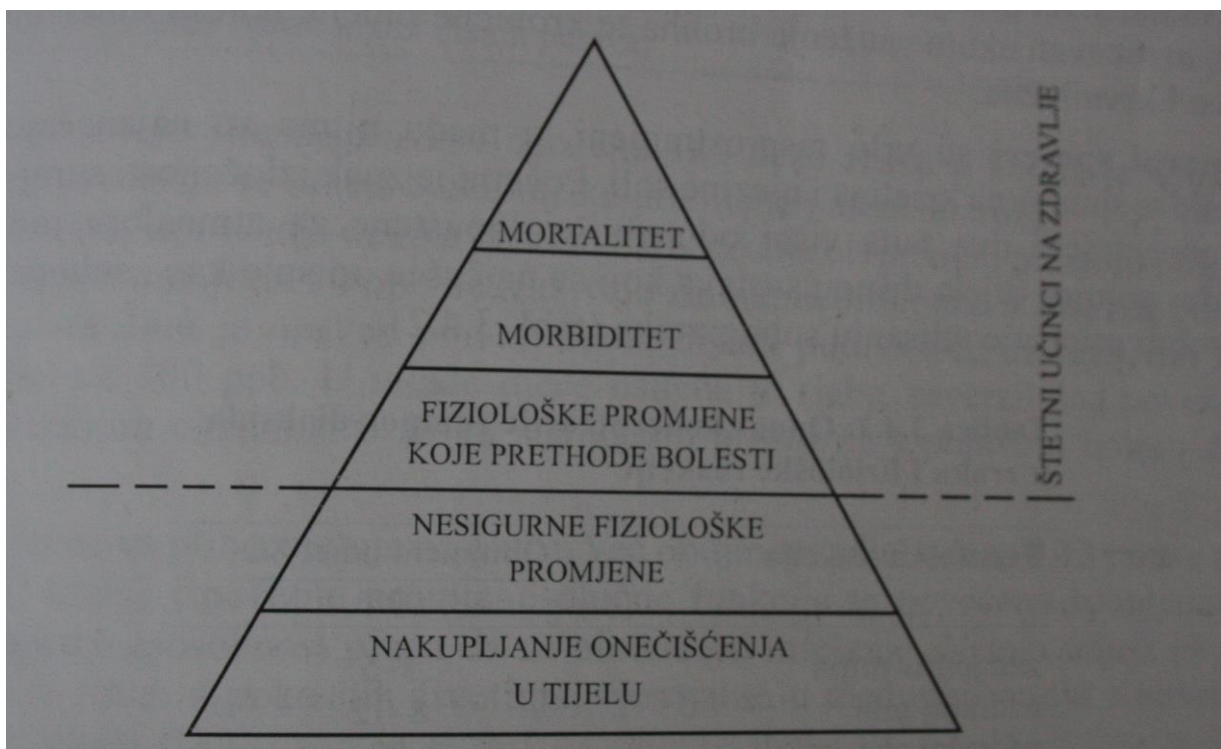 MORTALITET
MORBIDITET
FIZIOLOŠKE PROMJENE
KOJE PRETHODE BOLESTI
NESIGURNE FIZIOLOŠKE
PROMJENE
NAKUPLJANJE ONEČIŠĆENJA
U TIJELU
ŠTETNI UČINCI NA ZDRAVLJE